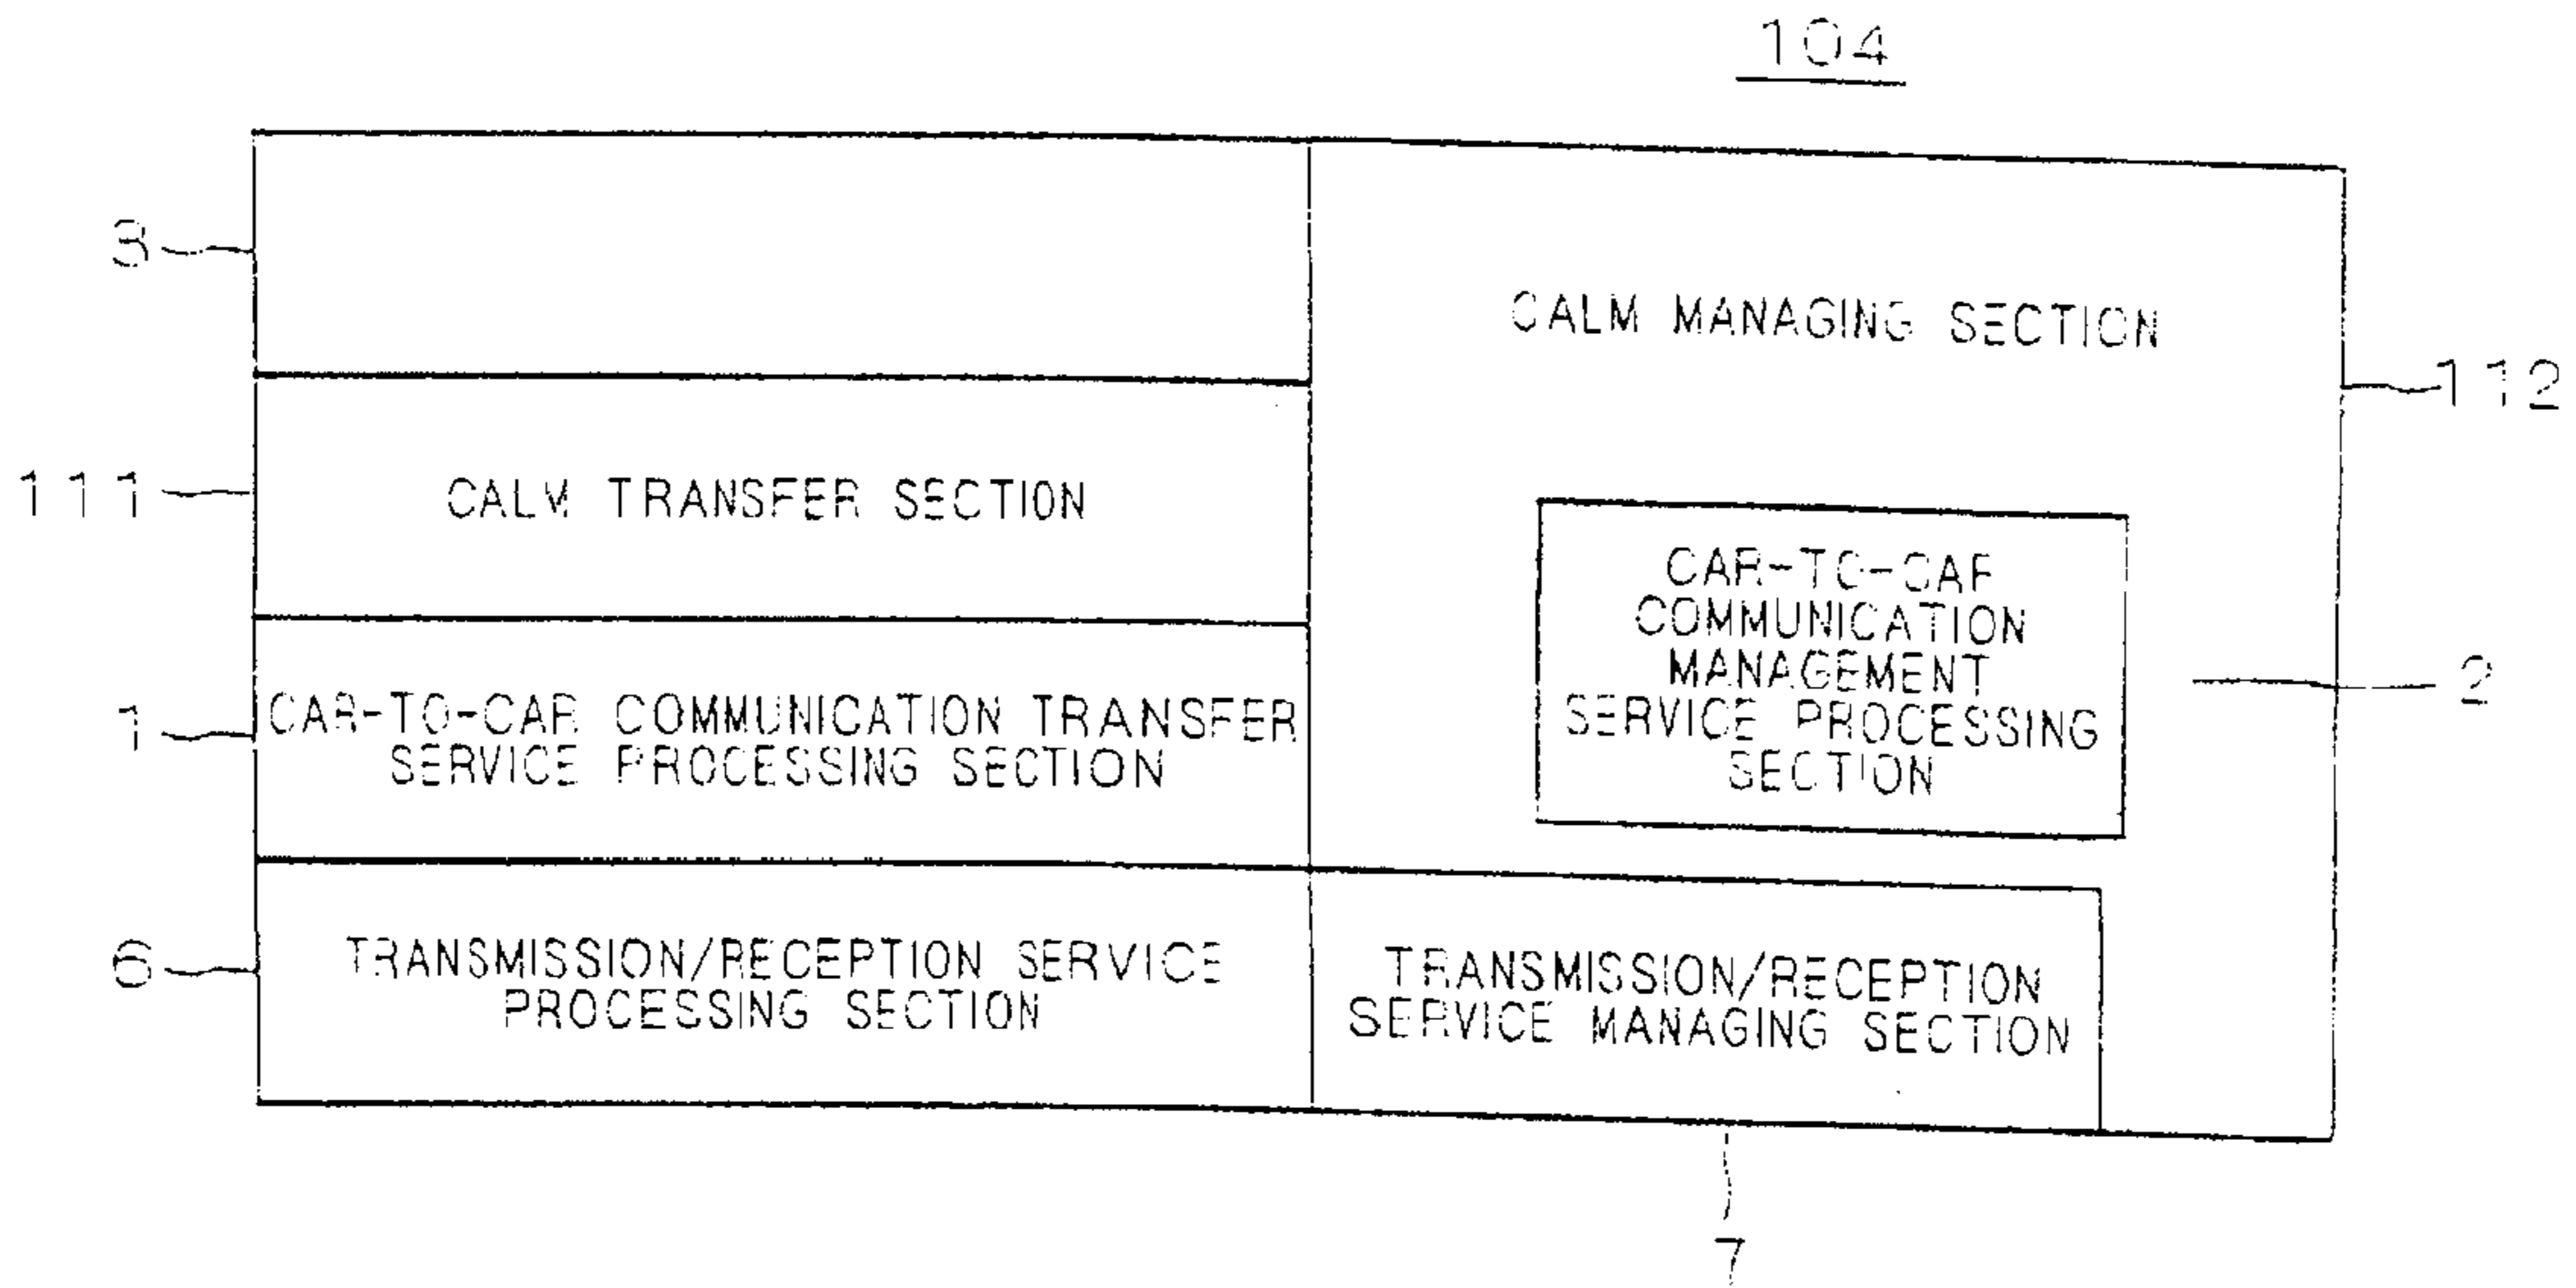 104
8
CALM MANAGING SECTION
112
111
CALM TRANSFER SECTION
CAR-TO-CAR
COMMUNICATION
MANAGEMENT
SERVICE PROCESSING
SECTION
2
1
CAR-TO-CAR COMMUNICATION TRANSFER
SERVICE PROCESSING SECTION
6
TRANSMISSION/RECEPTION SERVICE
PROCESSING SECTION
TRANSMISSION/RECEPTION
SERVICE MANAGING SECTION
7